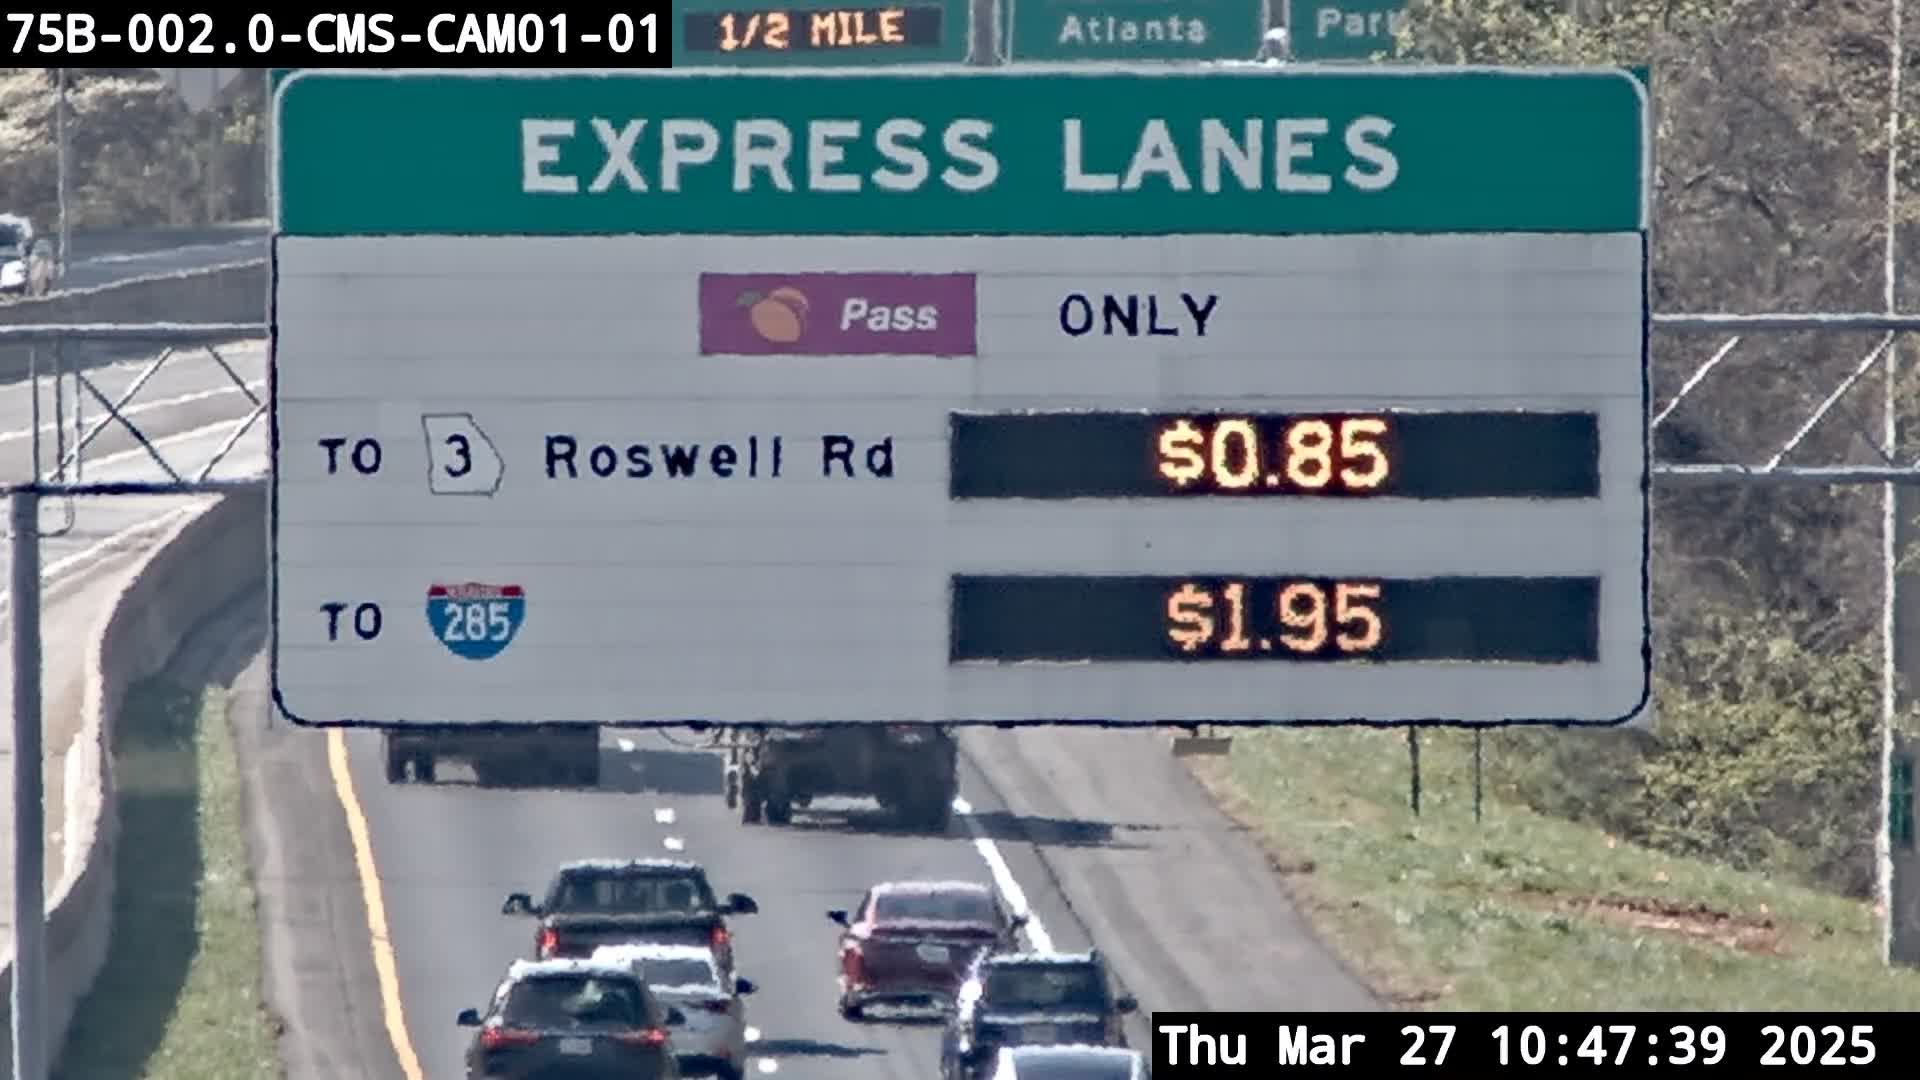 75B-002.0-CMS-CAM01-01
1/2 MILE
Atlanta
EXPRESS LANES
Pass ONLY
TO 3 Roswell Rd $0.85
TO 285 $1.95
Thu Mar 27 10:47:39 2025